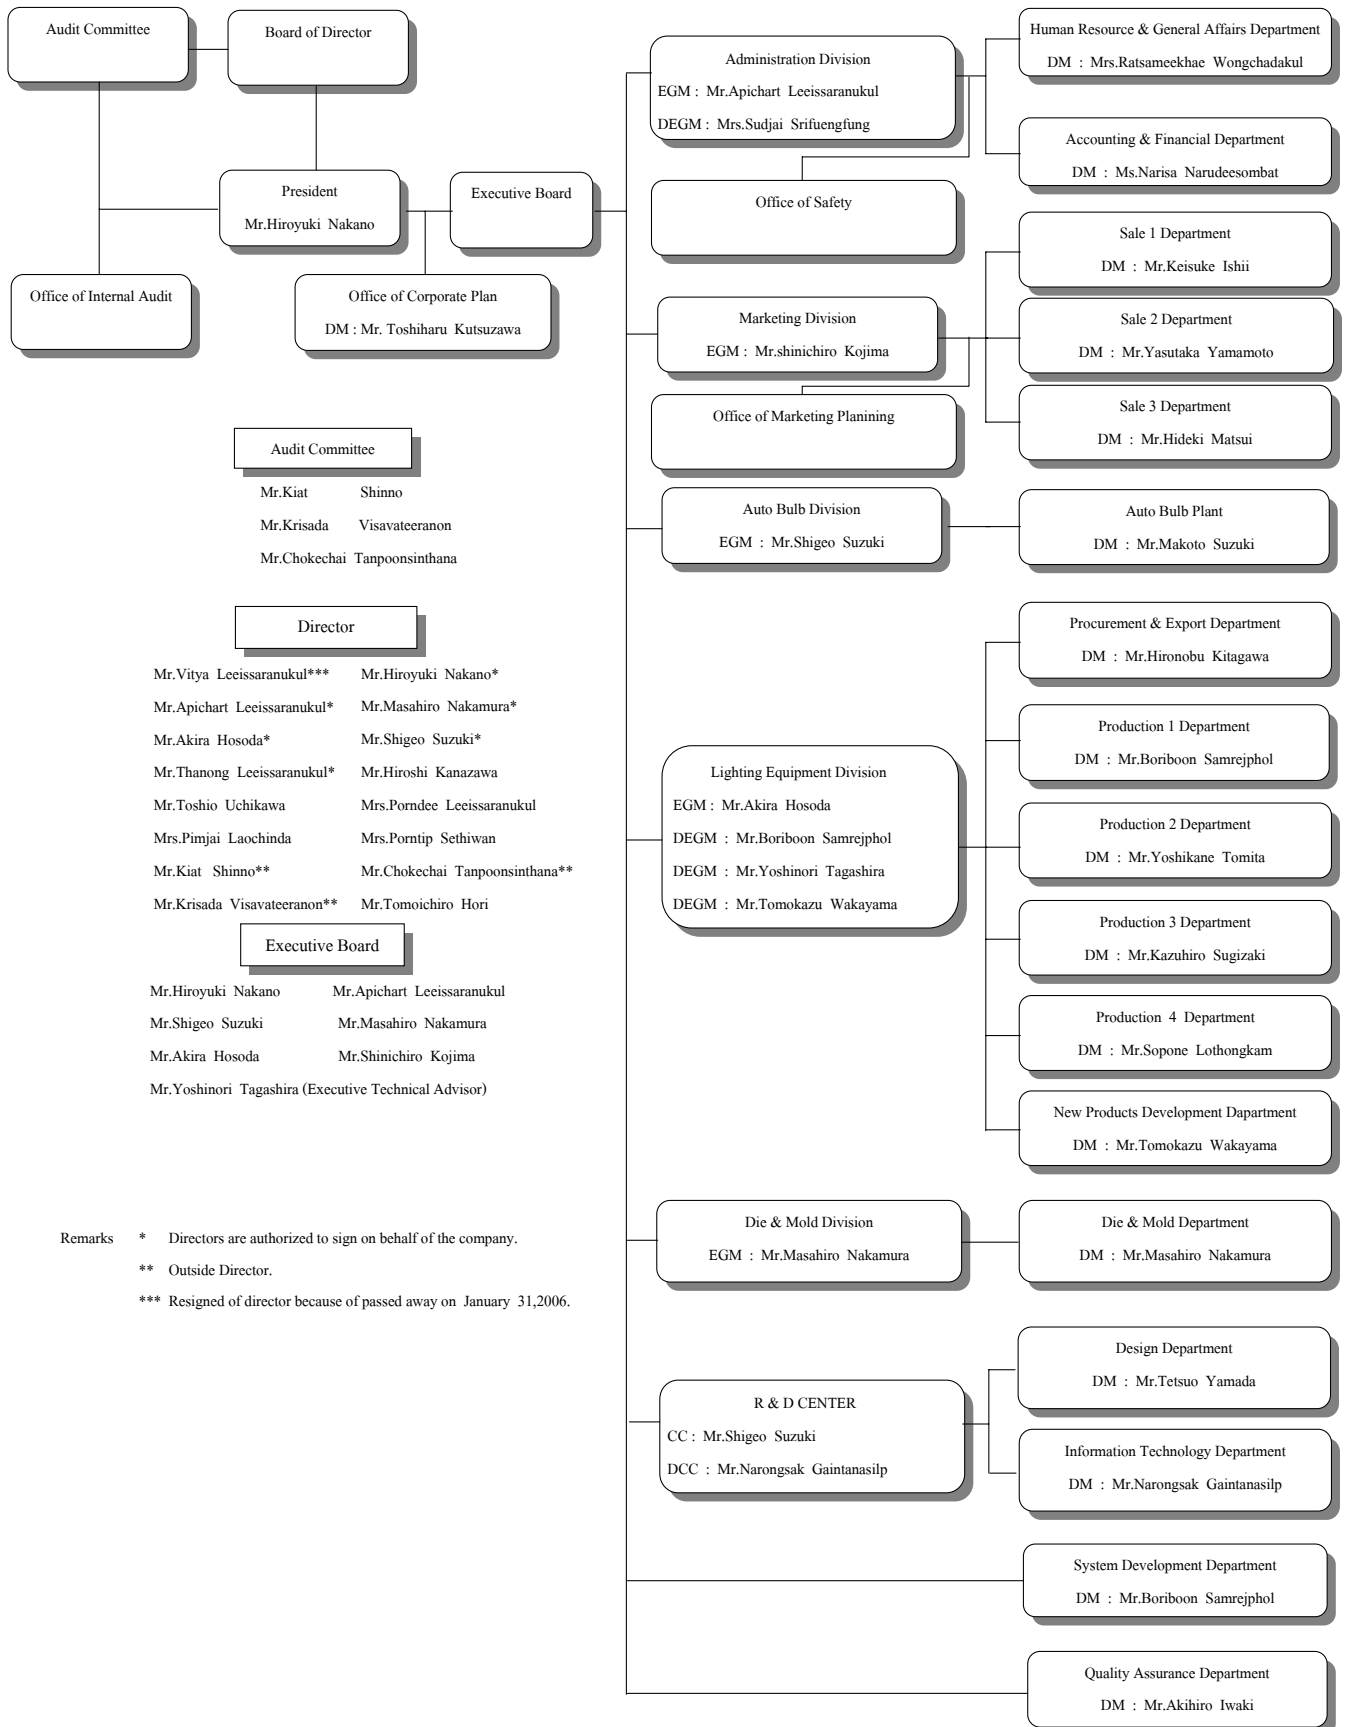 Audit Committee
Board of Director
President
Mr.Hiroyuki Nakano
Executive Board
Office of Internal Audit
Office of Corporate Plan
DM : Mr. Toshiharu Kutsuzawa
Administration Division
EGM : Mr.Apichart Leeissaranukul
DEGM : Mrs.Sudjai Srifuengfung
Office of Safety
Human Resource & General Affairs Department
DM : Mrs.Ratsameekhae Wongchadakul
Accounting & Financial Department
DM : Ms.Narisa Narudeesombat
Marketing Division
EGM : Mr.shinichiro Kojima
Office of Marketing Planining
Sale 1 Department
DM : Mr.Keisuke Ishii
Sale 2 Department
DM : Mr.Yasutaka Yamamoto
Sale 3 Department
DM : Mr.Hideki Matsui
Auto Bulb Division
EGM : Mr.Shigeo Suzuki
Auto Bulb Plant
DM : Mr.Makoto Suzuki
Lighting Equipment Division
EGM : Mr.Akira Hosoda
DEGM : Mr.Boriboon Samrejphol
DEGM : Mr.Yoshinori Tagashira
DEGM : Mr.Tomokazu Wakayama
Procurement & Export Department
DM : Mr.Hironobu Kitagawa
Production 1 Department
DM : Mr.Boriboon Samrejphol
Production 2 Department
DM : Mr.Yoshikane Tomita
Production 3 Department
DM : Mr.Kazuhiro Sugizaki
Production 4 Department
DM : Mr.Sopone Lothongkam
New Products Development Dapartment
DM : Mr.Tomokazu Wakayama
Die & Mold Division
EGM : Mr.Masahiro Nakamura
Die & Mold Department
DM : Mr.Masahiro Nakamura
R & D CENTER
CC : Mr.Shigeo Suzuki
DCC : Mr.Narongsak Gaintanasilp
Design Department
DM : Mr.Tetsuo Yamada
Information Technology Department
DM : Mr.Narongsak Gaintanasilp
System Development Department
DM : Mr.Boriboon Samrejphol
Quality Assurance Department
DM : Mr.Akihiro Iwaki
Audit Committee
Mr.Kiat Shinno
Mr.Krisada Visavateeranon
Mr.Chokechai Tanpoonsinthana
Director
Mr.Vitya Leeissaranukul*** Mr.Hiroyuki Nakano*
Mr.Apichart Leeissaranukul* Mr.Masahiro Nakamura*
Mr.Akira Hosoda* Mr.Shigeo Suzuki*
Mr.Thanong Leeissaranukul* Mr.Hiroshi Kanazawa
Mr.Toshio Uchikawa Mrs.Porndee Leeissaranukul
Mrs.Pimjai Laochinda Mrs.Porntip Sethiwan
Mr.Kiat Shinno** Mr.Chokechai Tanpoonsinthana**
Mr.Krisada Visavateeranon** Mr.Tomoichiro Hori
Executive Board
Mr.Hiroyuki Nakano Mr.Apichart Leeissaranukul
Mr.Shigeo Suzuki Mr.Masahiro Nakamura
Mr.Akira Hosoda Mr.Shinichiro Kojima
Mr.Yoshinori Tagashira (Executive Technical Advisor)
Remarks * Directors are authorized to sign on behalf of the company.
** Outside Director.
*** Resigned of director because of passed away on January 31,2006.